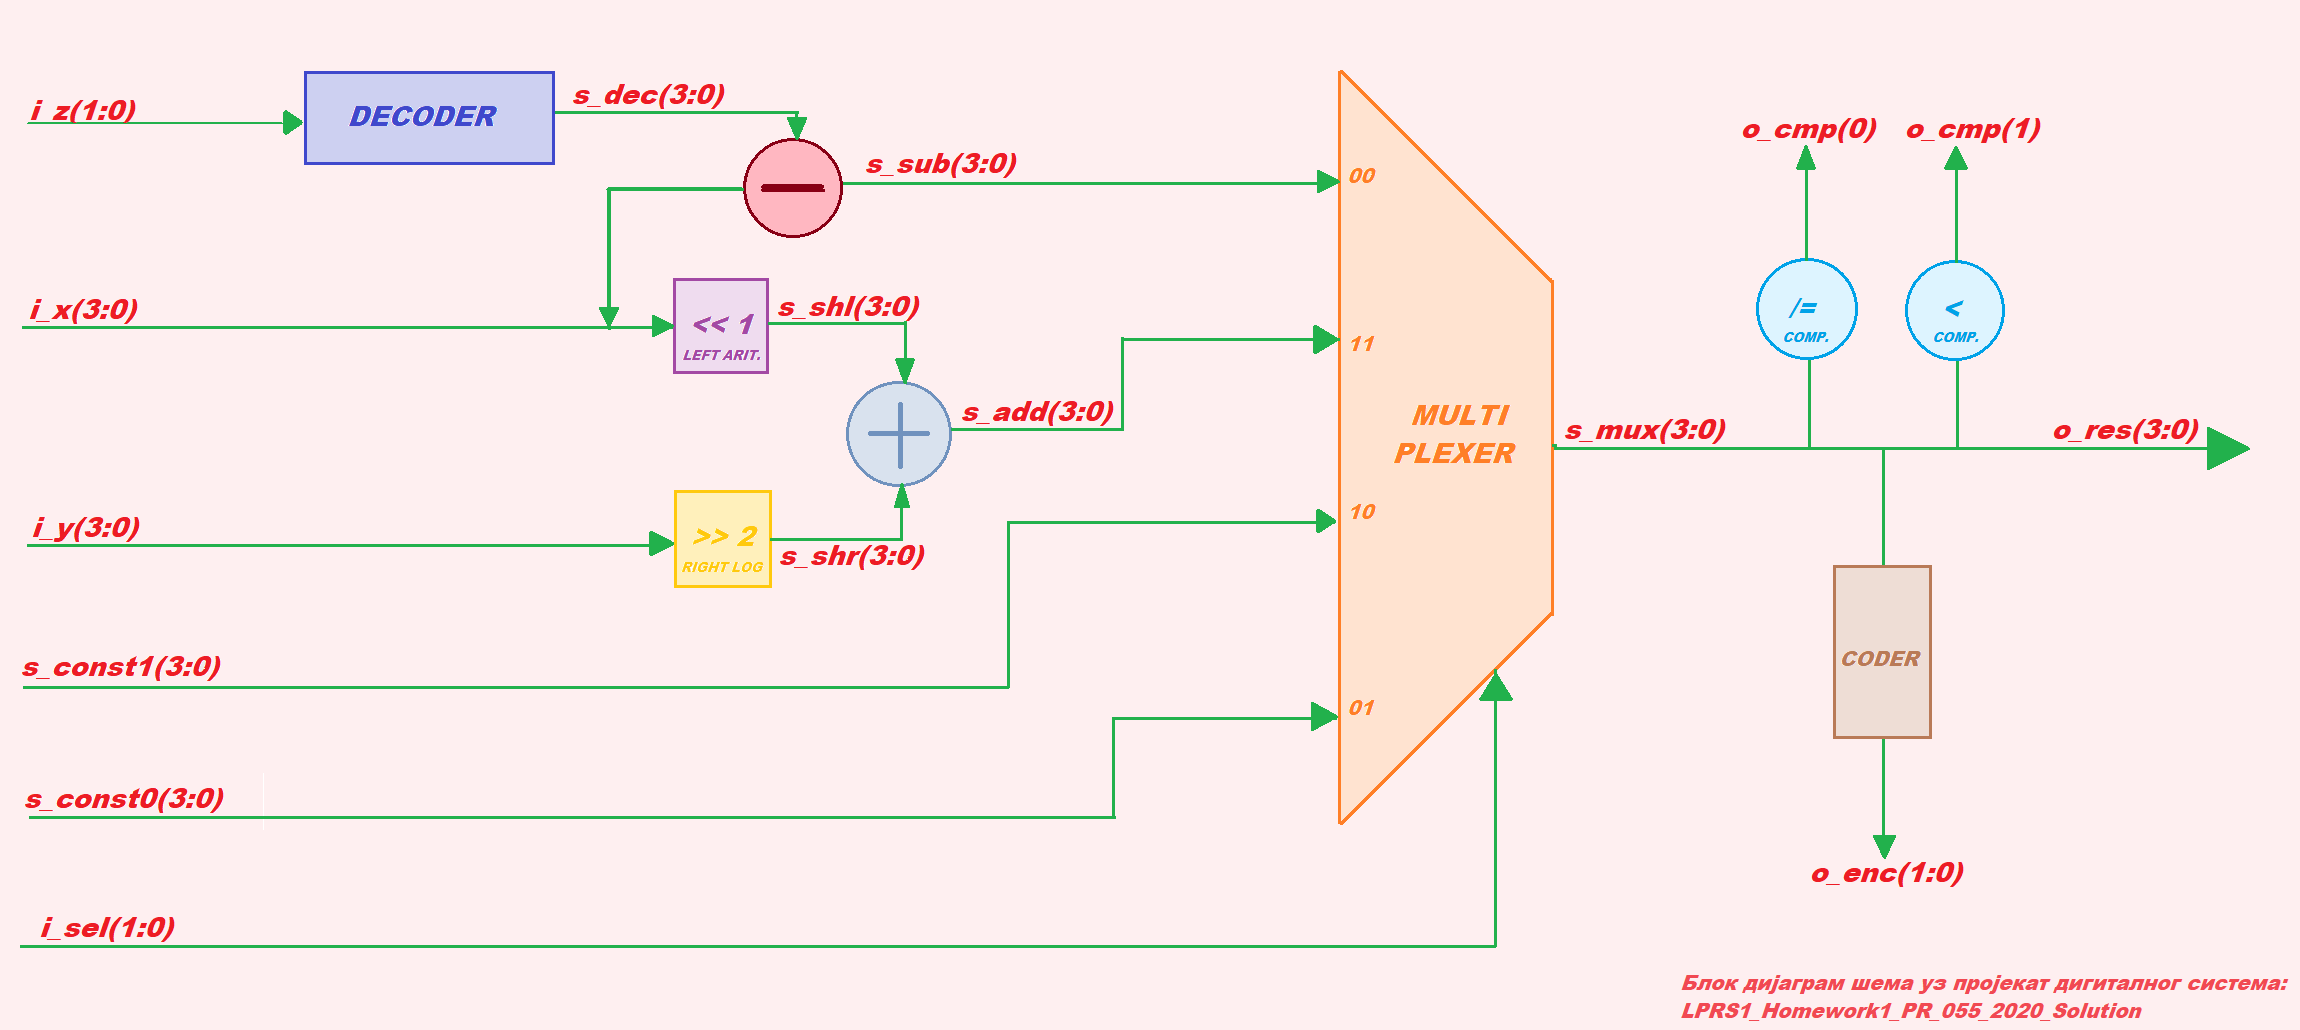 i_z(1:0)
DECODER
s_dec(3:0)
s_sub(3:0)
i_x(3:0)
<< 1
LEFT ARIT.
s_shl(3:0)
s_add(3:0)
i_y(3:0)
>> 2
RIGHT LOG
s_shr(3:0)
s_const1(3:0)
s_const0(3:0)
i_sel(1:0)
00
11
10
01
MULTI
PLEXER
s_mux(3:0)
o_cmp(0)
o_cmp(1)
/=
COMP.
<
COMP.
o_res(3:0)
CODER
o_enc(1:0)
Блок дијаграм шема уз пројекат дигиталног система:
LPRS1_Homework1_PR_055_2020_Solution